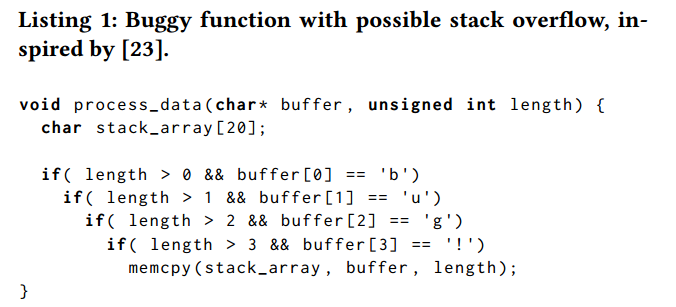 Listing 1: Buggy function with possible stack overflow, in-
spired by [23].
void process_data(char* buffer, unsigned int length) {
char stack_array[20];
if( length > 0 && buffer[0] == 'b')
if( length > 1 && buffer[1] == 'u')
if( length > 2 && buffer[2] == 'g')
if( length > 3 && buffer[3] == '!')
memcpy(stack_array, buffer, length);
}